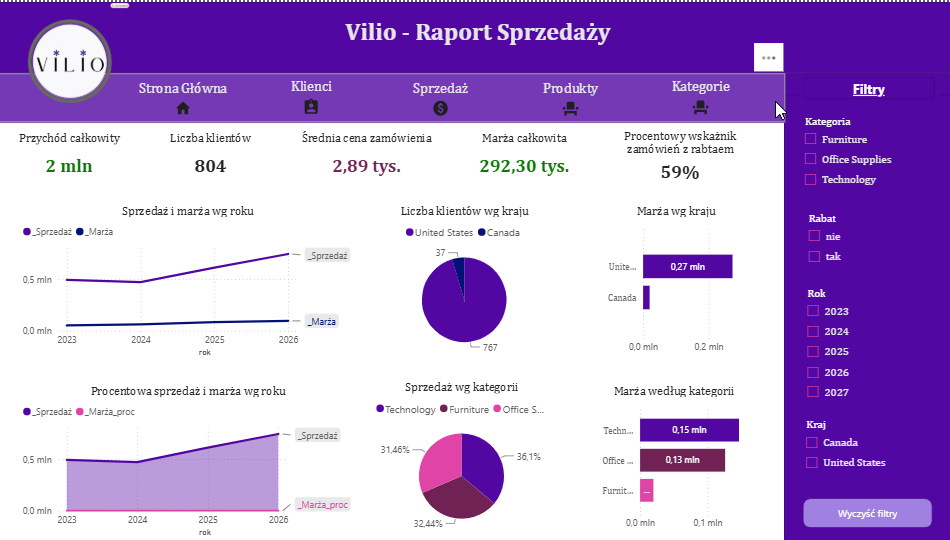 Vilio - Raport Sprzedaży
VILIO
Strona Główna
Klienci
Sprzedaż
Produkty
Kategorie
Przychód całkowity
2 mln
Liczba klientów
804
Średnia cena zamówienia
2,89 tys.
Marża całkowita
292,30 tys.
Procentowy wskaźnik
zamówień z rabtaem
59%
Sprzedaż i marża wg roku
_Sprzedaż _Marża
0,5 mln
0,0 mln
2023 2024 2025 2026
rok
_Sprzedaż
_Marża
Liczba klientów wg kraju
United States Canada
37
767
Marża wg kraju
Unite...
0,27 mln
Canada
0,0 mln 0,2 mln
Procentowa sprzedaż i marża wg roku
_Sprzedaż _Marża_proc
0,5 mln
0,0 mln
2023 2024 2025 2026
rok
_Sprzedaż
_Marża_proc
Sprzedaż wg kategorii
Technology Furniture Office S...
31,46%
36,1%
32,44%
Marża według kategorii
Techn...
0,15 mln
Office ...
0,13 mln
Furnit...
...
0,0 mln 0,1 mln
Filtry
Kategoria
Furniture
Office Supplies
Technology
Rabat
nie
tak
Rok
2023
2024
2025
2026
2027
Kraj
Canada
United States
Wyczyść filtry